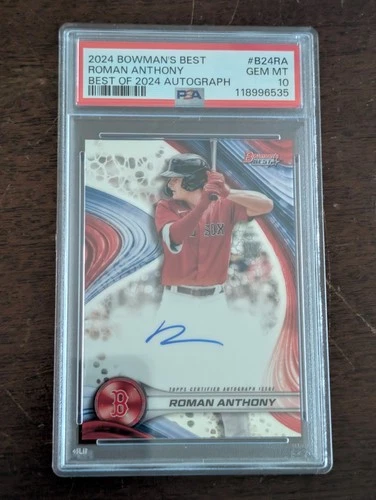 2024 BOWMAN'S BEST #B24RA
ROMAN ANTHONY GEM MT
BEST OF 2024 AUTOGRAPH 10
PSA 118996535
Bowman's
BEST
SOX
TOPPS CERTIFIED AUTOGRAPH ISSUE
B
ROMAN ANTHONY